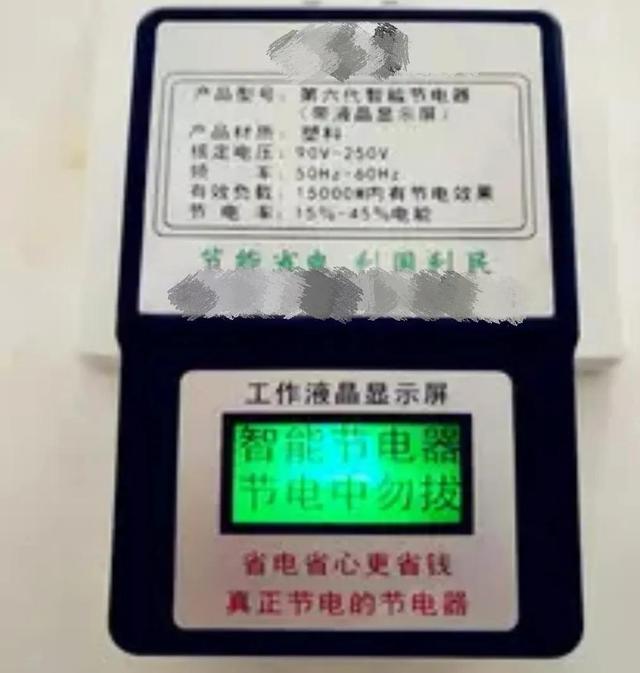 产品型号：第六代智能节电器
（带液晶显示屏）
产品材质：塑料
核定电压：90V-250V
频　　率：50Hz-60Hz
有效负载：15000W内有节电效果
节 电 率：15%-45%电能
节能省电 利国利民
工作液晶显示屏
智能节电器
节电中勿拔
省电省心更省钱
真正节电的节电器